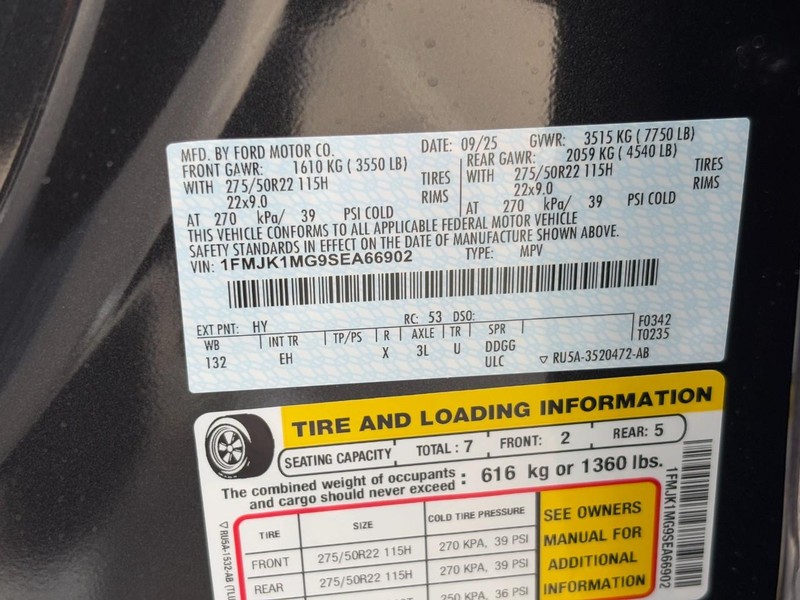 MFD. BY FORD MOTOR CO. DATE: 09/25 GVWR: 3515 KG ( 7750 LB)
FRONT GAWR: 1610 KG ( 3550 LB) REAR GAWR: 2059 KG ( 4540 LB)
WITH 275/50R22 115H TIRES WITH 275/50R22 115H TIRES
22x9.0 RIMS 22x9.0 RIMS
AT 270 kPa/ 39 PSI COLD AT 270 kPa/ 39 PSI COLD
THIS VEHICLE CONFORMS TO ALL APPLICABLE FEDERAL MOTOR VEHICLE
SAFETY STANDARDS IN EFFECT ON THE DATE OF MANUFACTURE SHOWN ABOVE.
VIN: 1FMJK1MG9SEA66902 TYPE: MPV
EXT PNT: HY RC: 53 DSO: F0342
WB INT TR TP/PS R AXLE TR SPR T0235
132 EH X 3L U DDGG
ULC ▽ RU5A-3520472-AB
TIRE AND LOADING INFORMATION
SEATING CAPACITY TOTAL: 7 FRONT: 2 REAR: 5
The combined weight of occupants
and cargo should never exceed : 616 kg or 1360 lbs.
TIRE SIZE COLD TIRE PRESSURE
FRONT 275/50R22 115H 270 KPA, 39 PSI
REAR 275/50R22 115H 270 KPA, 39 PSI
250 KPA, 36 PSI
SEE OWNERS
MANUAL FOR
ADDITIONAL
INFORMATION
1FMJK1MG9SEA66902
▽ RU5A-1532-AB